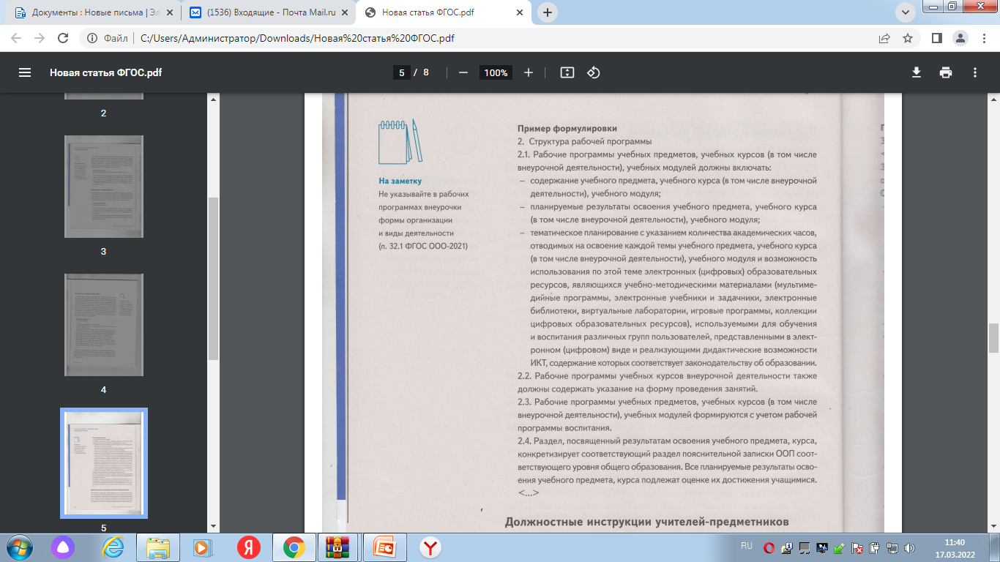 Документы : Новые письма | Эл
(1536) Входящие - Почта Mail.ru
Новая статья ФГОС.pdf
Файл
C:/Users/Администратор/Downloads/Новая%20статья%20ФГОС.pdf
Новая статья ФГОС.pdf
5 / 8
100%
2
3
4
5
На заметку
Не указывайте в рабочих
программах внеурочки
формы организации
и виды деятельности
(п. 32.1 ФГОС ООО-2021)
Пример формулировки
2. Структура рабочей программы
2.1. Рабочие программы учебных предметов, учебных курсов (в том числе
внеурочной деятельности), учебных модулей должны включать:
– содержание учебного предмета, учебного курса (в том числе внеурочной
деятельности), учебного модуля;
– планируемые результаты освоения учебного предмета, учебного курса
(в том числе внеурочной деятельности), учебного модуля;
– тематическое планирование с указанием количества академических часов,
отводимых на освоение каждой темы учебного предмета, учебного курса
(в том числе внеурочной деятельности), учебного модуля и возможность
использования по этой теме электронных (цифровых) образовательных
ресурсов, являющихся учебно-методическими материалами (мультиме-
дийные программы, электронные учебники и задачники, электронные
библиотеки, виртуальные лаборатории, игровые программы, коллекции
цифровых образовательных ресурсов), используемыми для обучения
и воспитания различных групп пользователей, представленными в элект-
ронном (цифровом) виде и реализующими дидактические возможности
ИКТ, содержание которых соответствует законодательству об образовании.
2.2. Рабочие программы учебных курсов внеурочной деятельности также
должны содержать указание на форму проведения занятий.
2.3. Рабочие программы учебных предметов, учебных курсов (в том числе
внеурочной деятельности), учебных модулей формируются с учетом рабочей
программы воспитания.
2.4. Раздел, посвященный результатам освоения учебного предмета, курса,
конкретизирует соответствующий раздел пояснительной записки ООП соот-
ветствующего уровня общего образования. Все планируемые результаты осво-
ения учебного предмета, курса подлежат оценке их достижения учащимися.
<...>
Должностные инструкции учителей-предметников
RU
11:40
17.03.2022